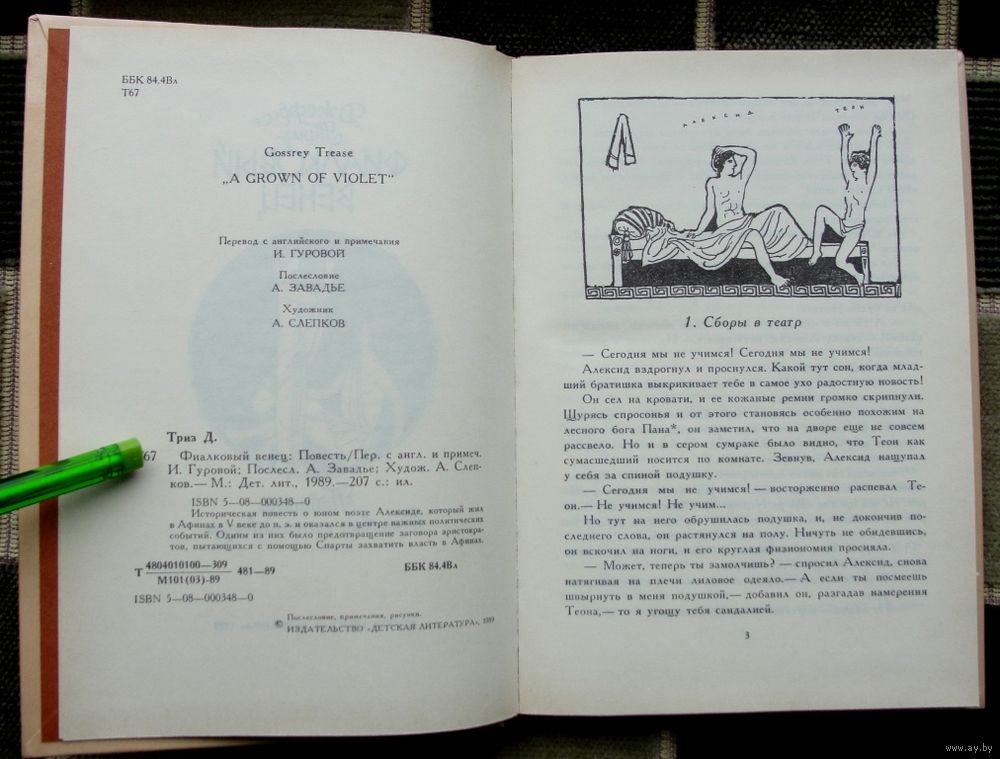 ББК 84.4Вл
Т67
Gossrey Trease
„A GROWN OF VIOLET“
Перевод с английского и примечания
И. ГУРОВОЙ
Послесловие
А. ЗАВАДЬЕ
Художник
А. СЛЕПКОВ
Триз Д.
67 Фиалковый венец: Повесть/Пер. с англ. и примеч.
И. Гуровой; Послесл. А. Завадье; Худож. А. Слеп-
ков.— М.: Дет. лит., 1989.—207 с.: ил.
ISBN 5—08—000348—0
Историческая повесть о юном поэте Алексиде, который жил
в Афинах в V веке до н. э. и оказался в центре важных политических
событий. Одним из них было предотвращение заговора аристокра-
тов, пытающихся с помощью Спарты захватить власть в Афинах.
Т 4804010100—309
М101(03)-89 481—89
ББК 84.4Вл
ISBN 5—08—000348—0
© Послесловие, примечания, рисунки.
ИЗДАТЕЛЬСТВО «ДЕТСКАЯ ЛИТЕРАТУРА», 1989
АЛЕКСИД
ТЕОН
1. Сборы в театр
— Сегодня мы не учимся! Сегодня мы не учимся!
Алексид вздрогнул и проснулся. Какой тут сон, когда млад-
ший братишка выкрикивает тебе в самое ухо радостную новость!
Он сел на кровати, и ее кожаные ремни громко скрипнули.
Щурясь спросонья и от этого становясь особенно похожим на
лесного бога Пана*, он заметил, что на дворе еще не совсем
рассвело. Но и в сером сумраке было видно, что Теон как
сумасшедший носится по комнате. Зевнув, Алексид нащупал
у себя за спиной подушку.
— Сегодня мы не учимся! — восторженно распевал Те-
он.— Не учимся! Не учим...
Но тут на него обрушилась подушка, и, не докончив по-
следнего слова, он растянулся на полу. Ничуть не обидевшись,
он вскочил на ноги, и его круглая физиономия просияла.
— Может, теперь ты замолчишь? — спросил Алексид, снова
натягивая на плечи лиловое одеяло.— А если ты посмеешь
швырнуть в меня подушкой,— добавил он, разгадав намерения
Теона,— то я угощу тебя сандалией.
3
www.ay.by